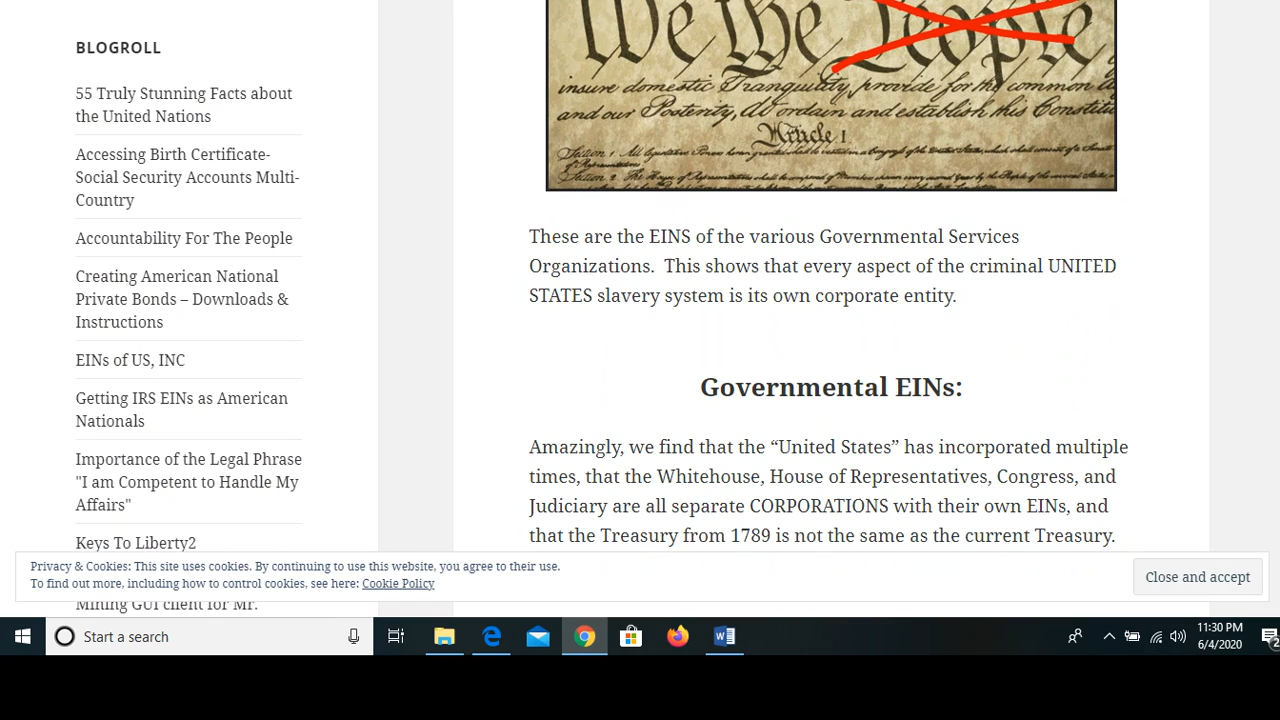 BLOGROLL
55 Truly Stunning Facts about
the United Nations
Accessing Birth Certificate-
Social Security Accounts Multi-
Country
Accountability For The People
Creating American National
Private Bonds – Downloads &
Instructions
EINs of US, INC
Getting IRS EINs as American
Nationals
Importance of the Legal Phrase
"I am Competent to Handle My
Affairs"
Keys To Liberty2
Mining GUI client for Mr.
We the People
insure domestic Tranquility, provide for the common
and our Posterity, do ordain and establish this
Article I
These are the EINS of the various Governmental Services
Organizations.  This shows that every aspect of the criminal UNITED
STATES slavery system is its own corporate entity.
Governmental EINs:
Amazingly, we find that the “United States” has incorporated multiple
times, that the Whitehouse, House of Representatives, Congress, and
Judiciary are all separate CORPORATIONS with their own EINs, and
that the Treasury from 1789 is not the same as the current Treasury.
Privacy & Cookies: This site uses cookies. By continuing to use this website, you agree to their use.
To find out more, including how to control cookies, see here: Cookie Policy
Close and accept
Start a search
11:30 PM
6/4/2020
2